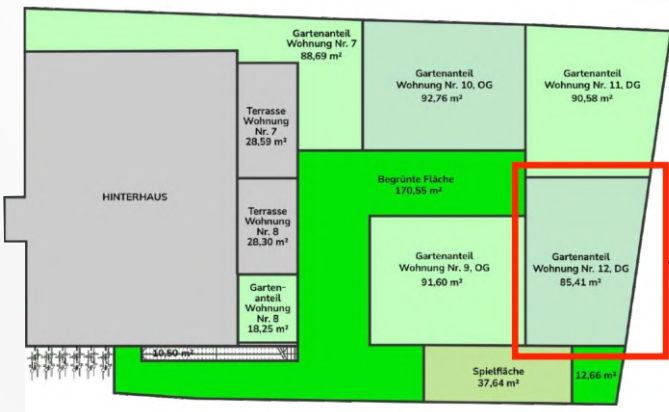 Gartenanteil
Wohnung Nr. 7
88,69 m²
Gartenanteil
Wohnung Nr. 10, OG
92,76 m²
Gartenanteil
Wohnung Nr. 11, DG
90,58 m²
Terrasse
Wohnung
Nr. 7
28,59 m²
HINTERHAUS
Begrünte Fläche
170,55 m²
Terrasse
Wohnung
Nr. 8
28,30 m²
Gartenanteil
Wohnung Nr. 9, OG
91,60 m²
Gartenanteil
Wohnung Nr. 12, DG
85,41 m²
Garten-
anteil
Wohnung
Nr. 8
18,25 m²
10,50 m²
Spielfläche
37,64 m²
12,66 m²